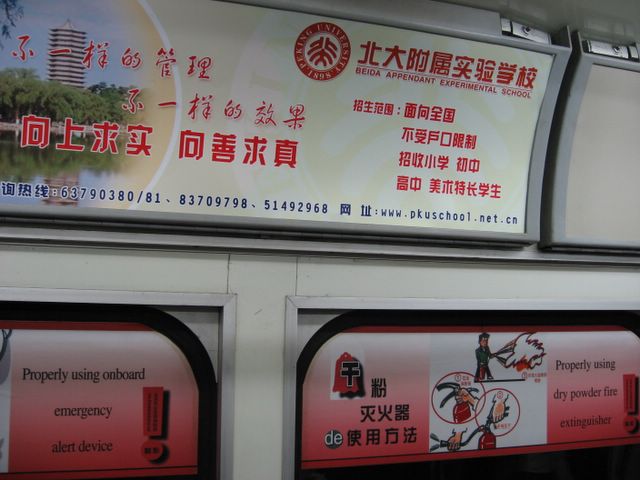 不一样的管理
不一样的效果
向上求实 向善求真
询热线:63790380/81、83709798、51492968 网 址:www.pkuschool.net.cn
PEKING UNIVERSITY 1898
北大附属实验学校
BEIDA APPENDANT EXPERIMENTAL SCHOOL
招生范围:面向全国
不受户口限制
招收小学 初中
高中 美术特长学生
Properly using onboard
emergency
alert device
干粉
灭火器
de使用方法
Properly using
dry powder fire
extinguisher